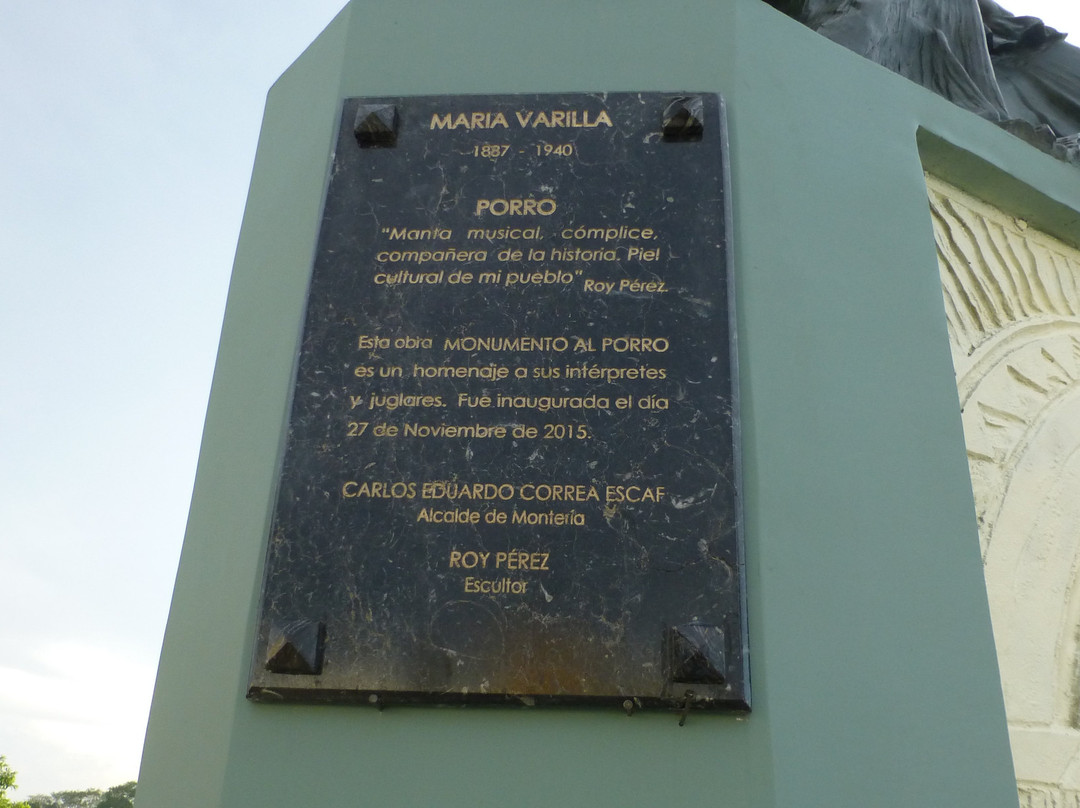 MARIA VARILLA
1887 - 1940
PORRO
"Manta musical, cómplice,
compañera de la historia. Piel
cultural de mi pueblo"
Roy Pérez.
Esta obra MONUMENTO AL PORRO
es un homenaje a sus intérpretes
y juglares. Fue inaugurada el día
27 de Noviembre de 2015.
CARLOS EDUARDO CORREA ESCAF
Alcalde de Montería
ROY PÉREZ
Escultor